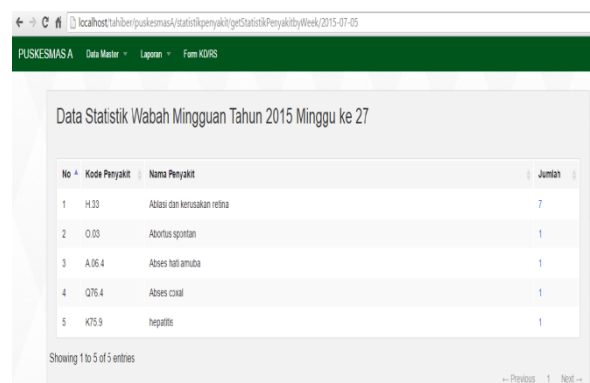 localhost/tahiber/puskesmasA/statistikpenyakit/getStatistikPenyakitbyWeek/2015-07-05
PUSKESMAS A Data Master Laporan Form KD/RS
Data Statistik Wabah Mingguan Tahun 2015 Minggu ke 27
No Kode Penyakit Nama Penyakit Jumlah
1 H.33 Ablasi dan kerusakan retina 7
2 O.03 Abortus spontan 1
3 A.06.4 Abses hati amuba 1
4 Q76.4 Abses coxal 1
5 K75.9 hepatitis 1
Showing 1 to 5 of 5 entries
← Previous 1 Next →